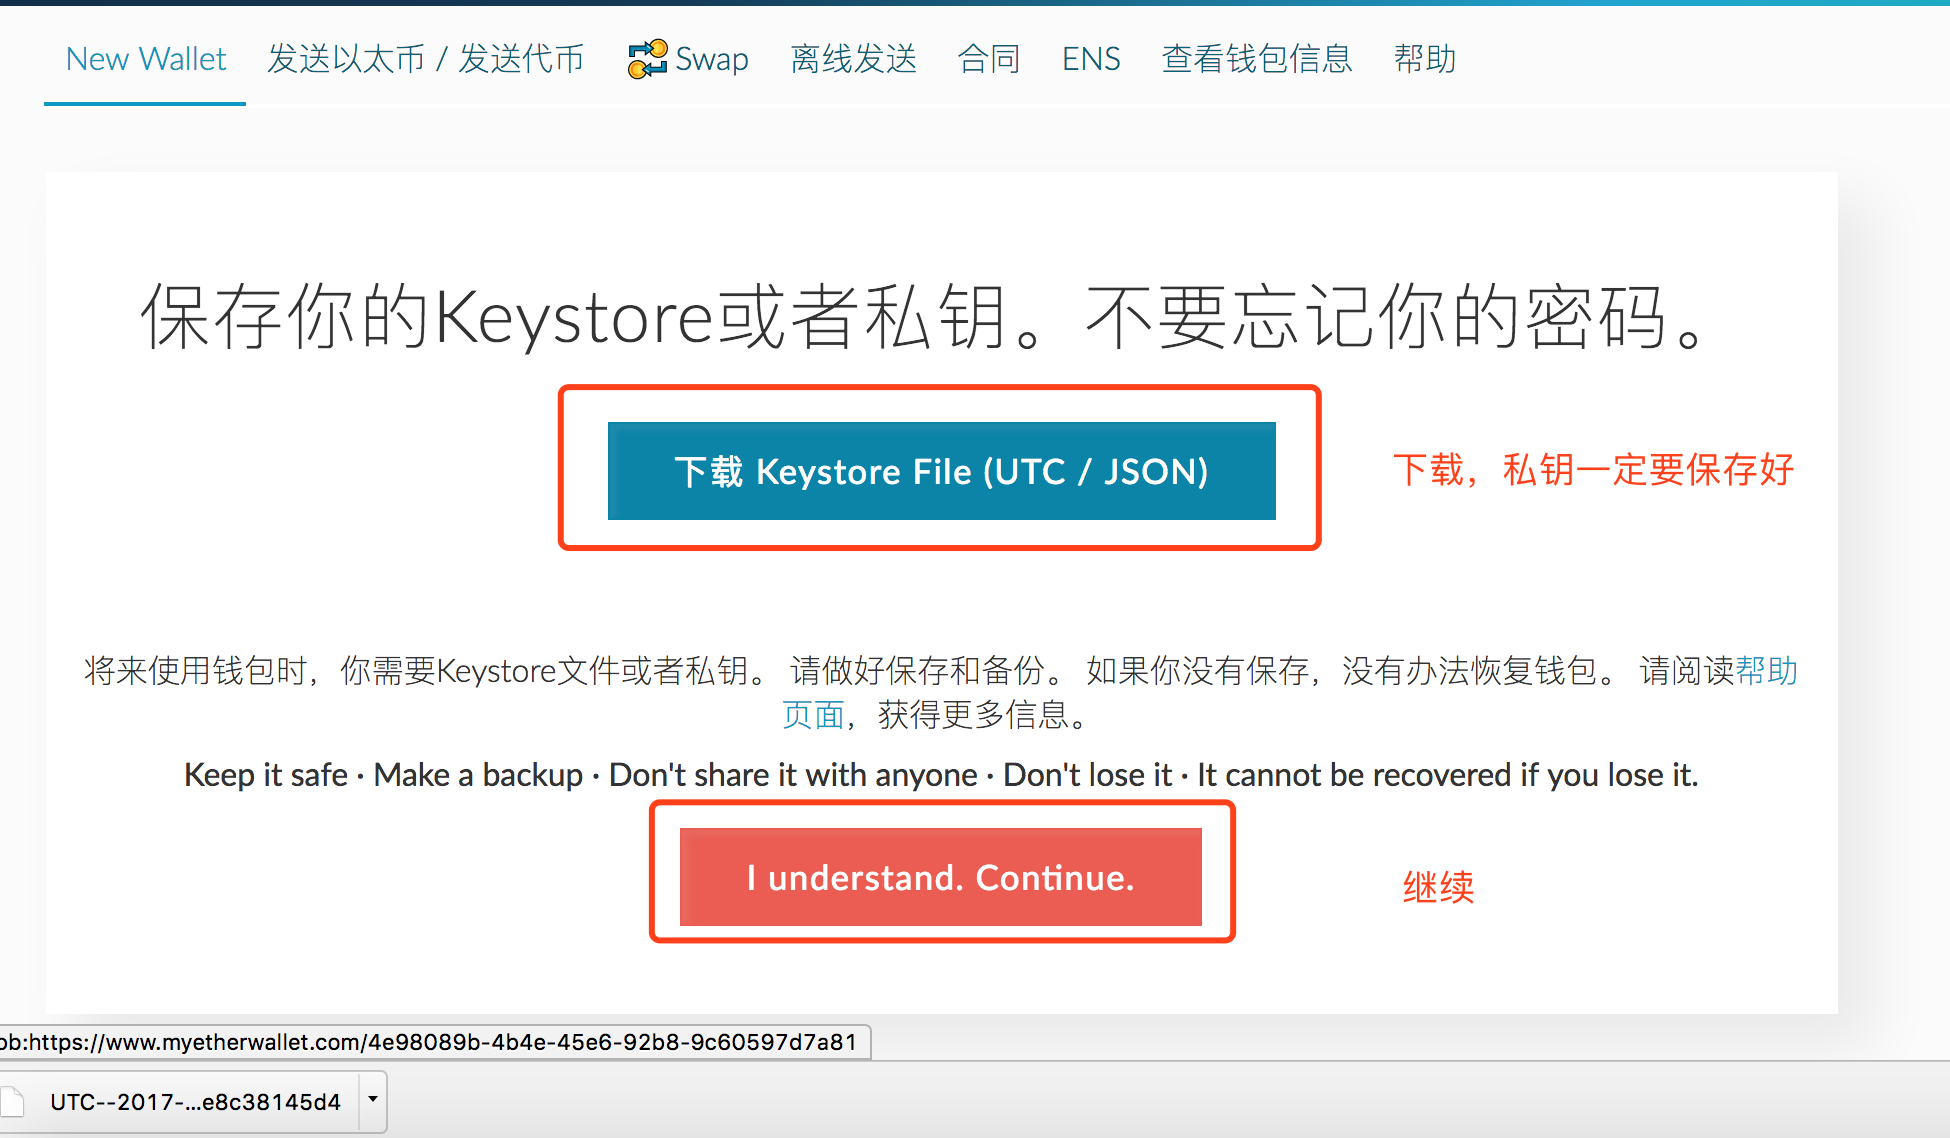 New Wallet 发送以太币 / 发送代币 Swap 离线发送 合同 ENS 查看钱包信息 帮助
保存你的Keystore或者私钥。不要忘记你的密码。
下载 Keystore File (UTC / JSON)
下载，私钥一定要保存好
将来使用钱包时，你需要Keystore文件或者私钥。 请做好保存和备份。 如果你没有保存，没有办法恢复钱包。 请阅读帮助
页面，获得更多信息。
Keep it safe · Make a backup · Don't share it with anyone · Don't lose it · It cannot be recovered if you lose it.
I understand. Continue.
继续
ob:https://www.myetherwallet.com/4e98089b-4b4e-45e6-92b8-9c60597d7a81
UTC--2017-...e8c38145d4